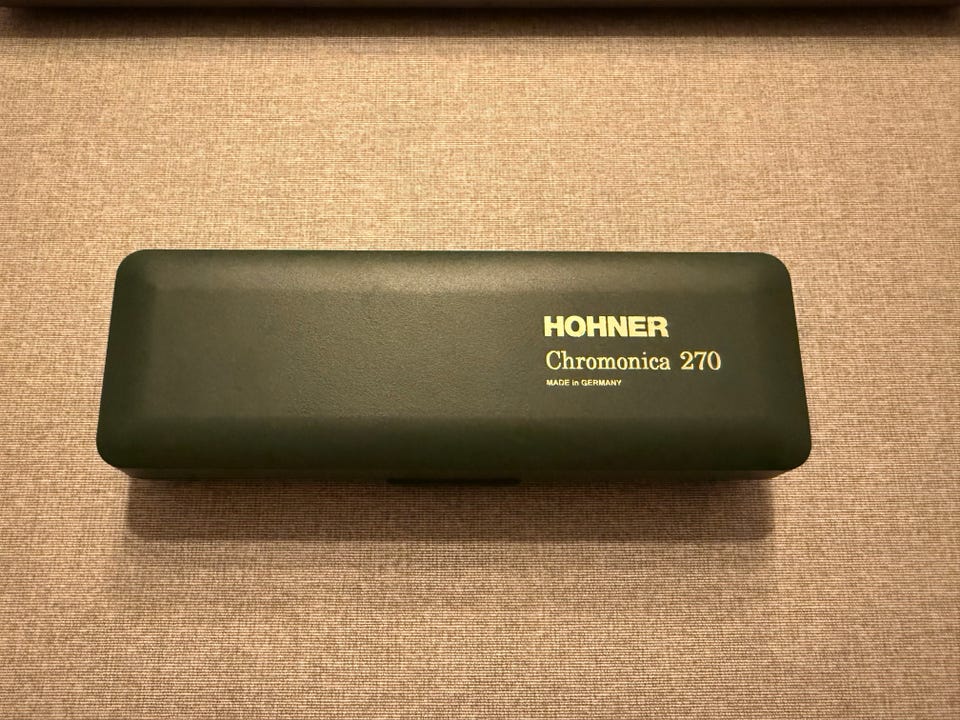 HOHNER
Chromonica 270
MADE in GERMANY